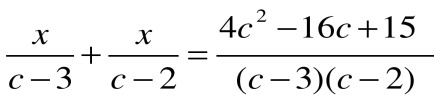 x/(c−3) + x/(c−2) = (4c² −16c+15)/((c−3)(c−2))